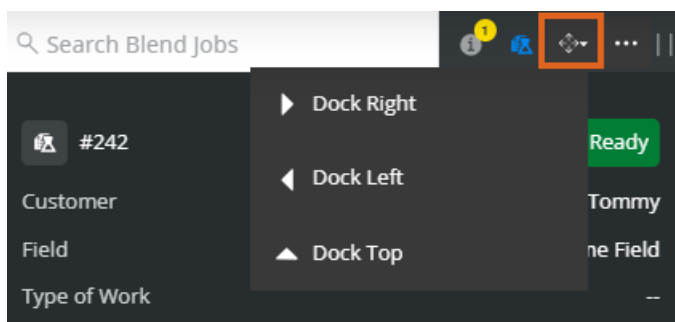 Search Blend Jobs 1 ...
Dock Right
#242 Ready
Dock Left
Customer Tommy
Field ne Field
Dock Top
Type of Work --